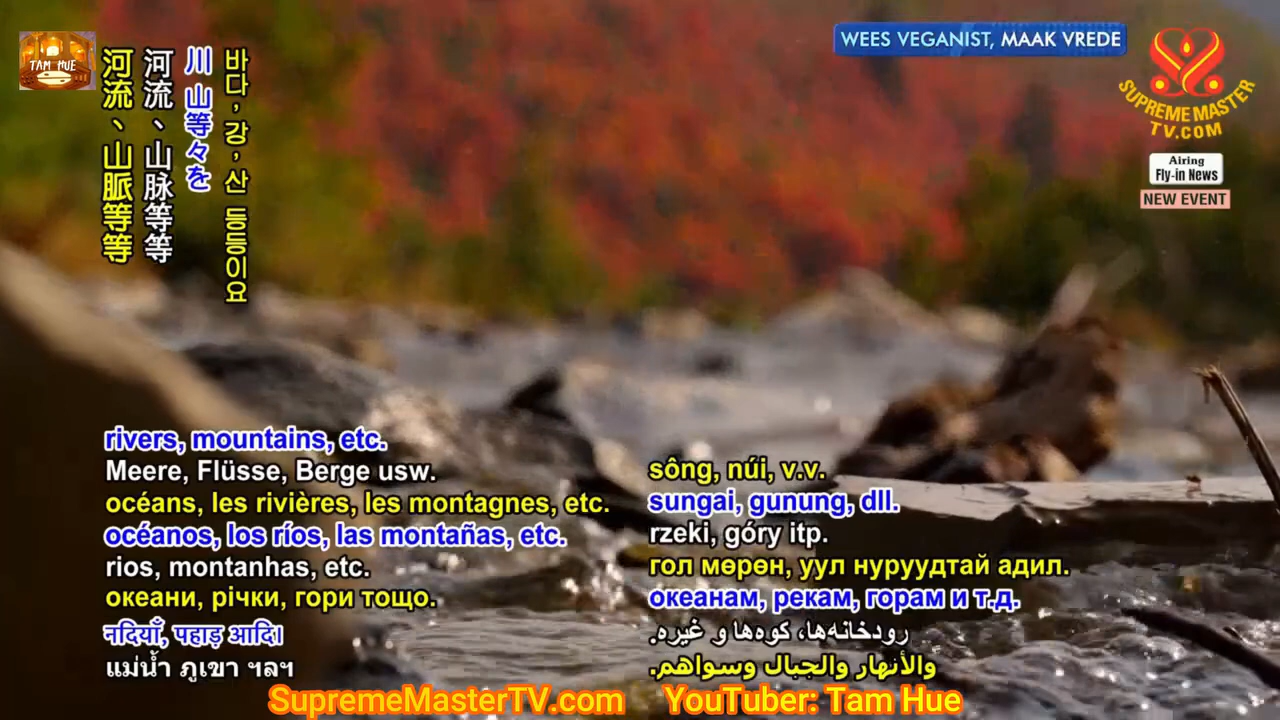 TAM HUE
WEES VEGANIST, MAAK VREDE
SUPREME MASTER
TV.COM
Airing
Fly-in News
NEW EVENT
바다, 강, 산 등등이요
川 山等々を
河流、山脉等等
河流、山脈等等
rivers, mountains, etc.
Meere, Flüsse, Berge usw.
océans, les rivières, les montagnes, etc.
océanos, los ríos, las montañas, etc.
rios, montanhas, etc.
океани, річки, гори тощо.
नदियाँ, पहाड़ आदि।
แม่น้ำ ภูเขา ฯลฯ
sông, núi, v.v.
sungai, gunung, dll.
rzeki, góry itp.
гол мөрөн, уул нуруудтай адил.
океанам, рекам, горам и т.д.
رودخانه‌ها، کوه‌ها و غیره.
والأنهار والجبال وسواهم.
SupremeMasterTV.com YouTuber: Tam Hue